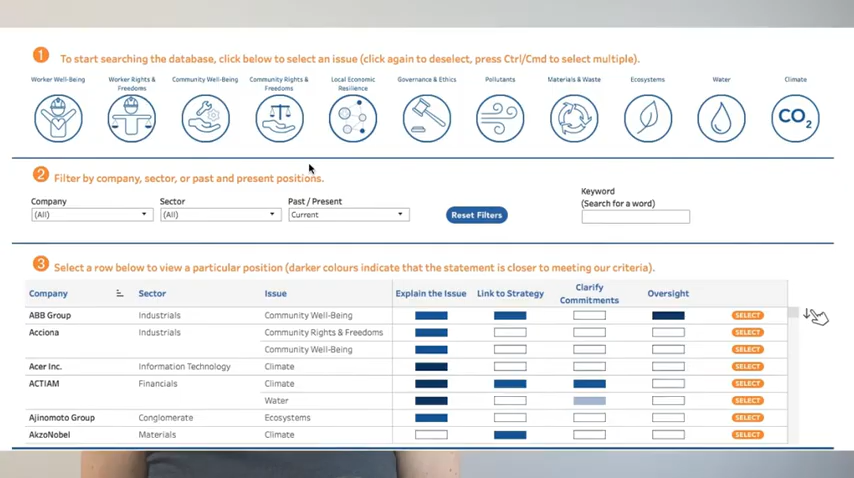 1 To start searching the database, click below to select an issue (click again to deselect, press Ctrl/Cmd to select multiple).
Worker Well-Being
Worker Rights &
Freedoms
Community Well-Being
Community Rights &
Freedoms
Local Economic
Resilience
Governance & Ethics
Pollutants
Materials & Waste
Ecosystems
Water
Climate
CO2
2 Filter by company, sector, or past and present positions.
Company
(All)
Sector
(All)
Past / Present
Current
Reset Filters
Keyword
(Search for a word)
3 Select a row below to view a particular position (darker colours indicate that the statement is closer to meeting our criteria).
Company Sector Issue Explain the Issue Link to Strategy Clarify Commitments Oversight
ABB Group Industrials Community Well-Being SELECT
Acciona Industrials Community Rights & Freedoms SELECT
Community Well-Being SELECT
Acer Inc. Information Technology Climate SELECT
ACTIAM Financials Climate SELECT
Water SELECT
Ajinomoto Group Conglomerate Ecosystems SELECT
AkzoNobel Materials Climate SELECT